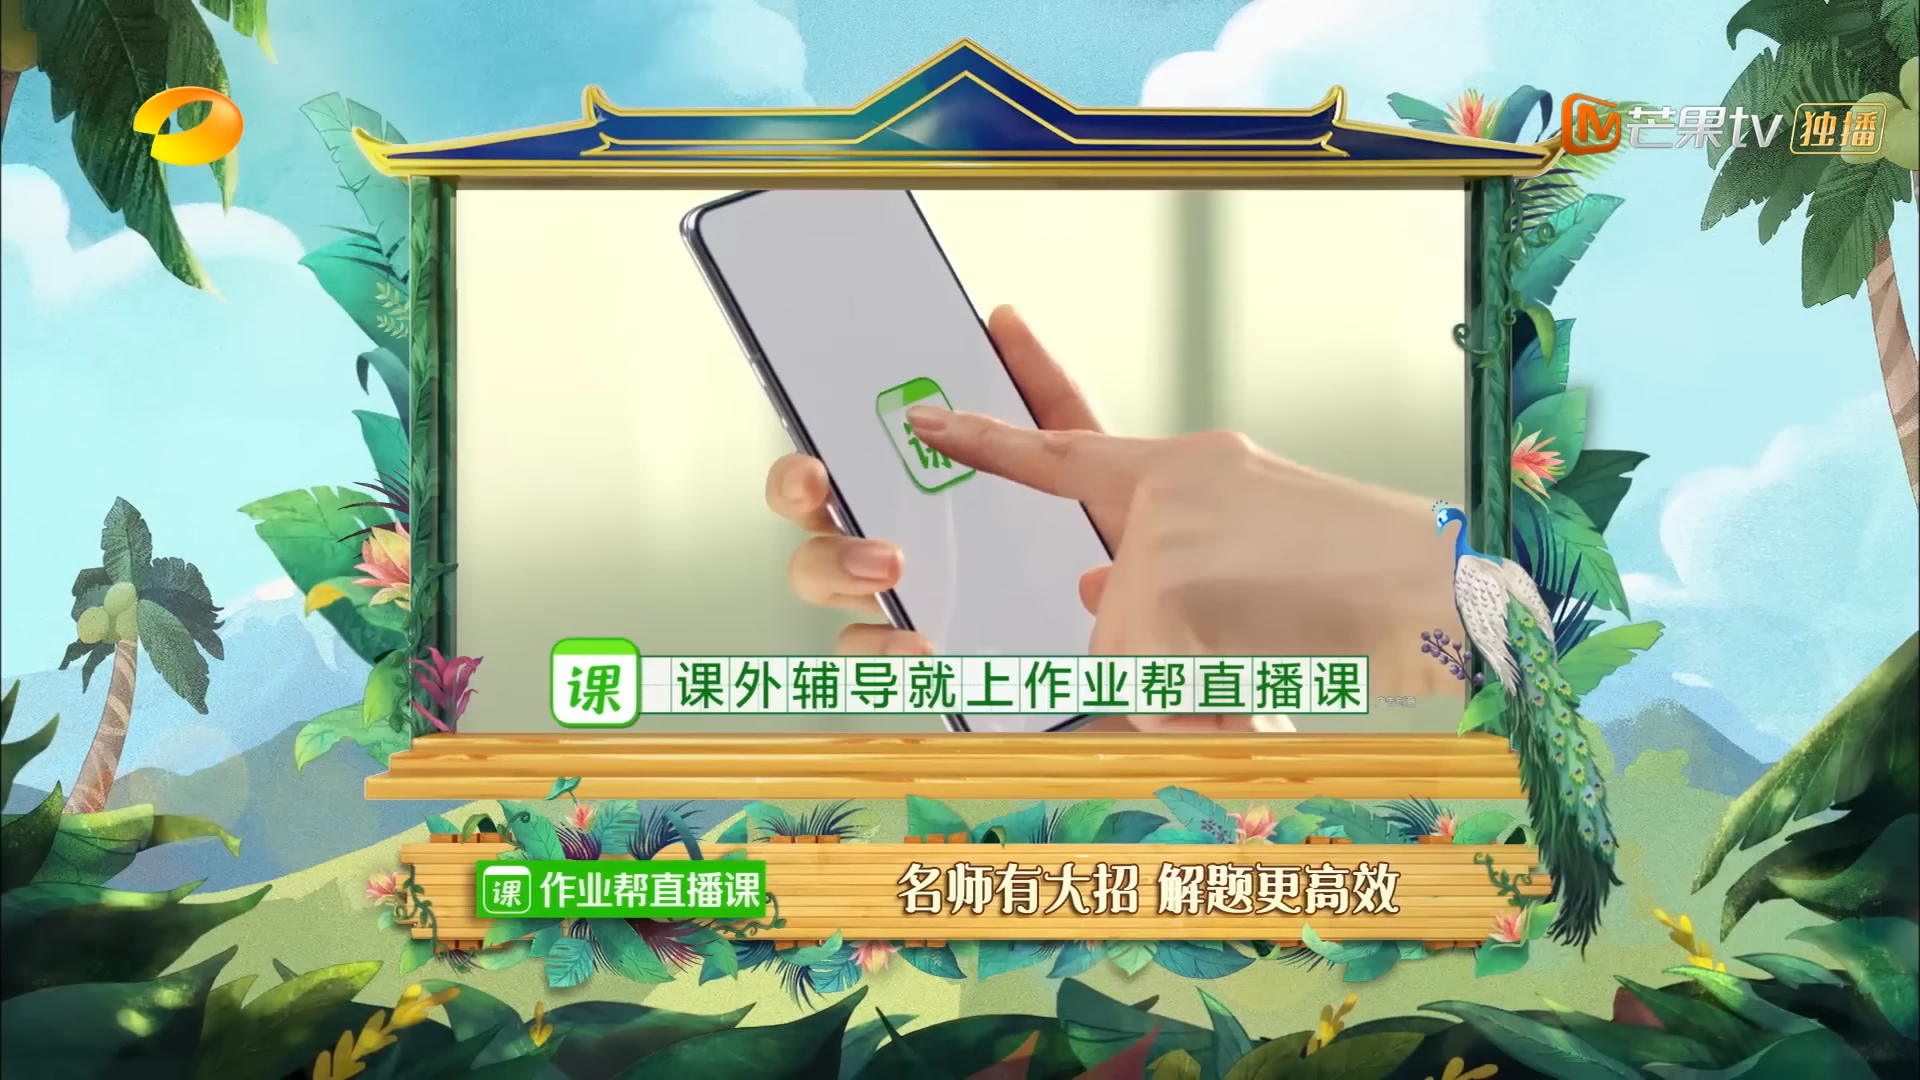 芒果tv 独播
课
课 课外辅导就上作业帮直播课
课 作业帮直播课
名师有大招 解题更高效